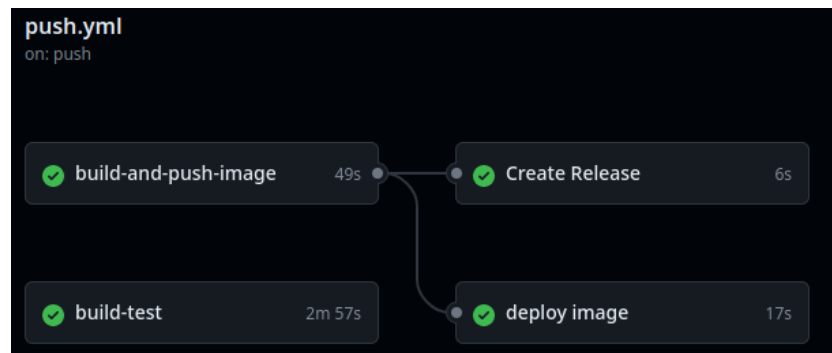 push.yml
on: push
build-and-push-image 49s
Create Release 6s
build-test 2m 57s
deploy image 17s